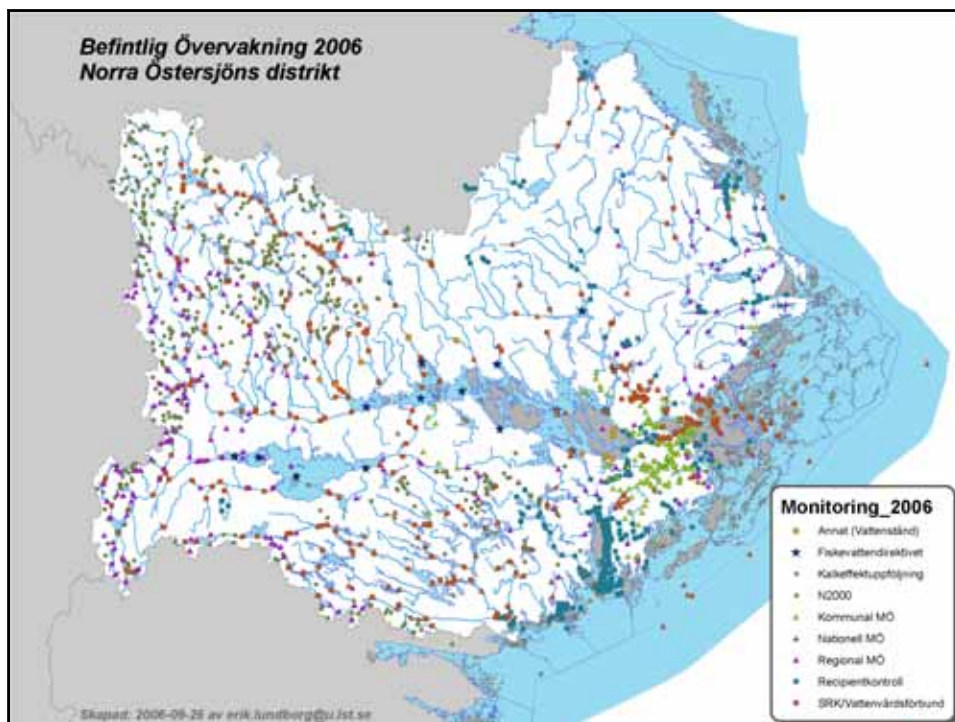 Befintlig Övervakning 2006
Norra Östersjöns distrikt
Monitoring_2006
Annat (Vattenstånd)
Fiskevattendirektivet
Kalkeffektuppföljning
N2000
Kommunal MÖ
Nationell MÖ
Regional MÖ
Recipientkontroll
SRK/Vattenvårdsförbund
Skapad: 2006-09-26 av erik.lundborg@u.lst.se